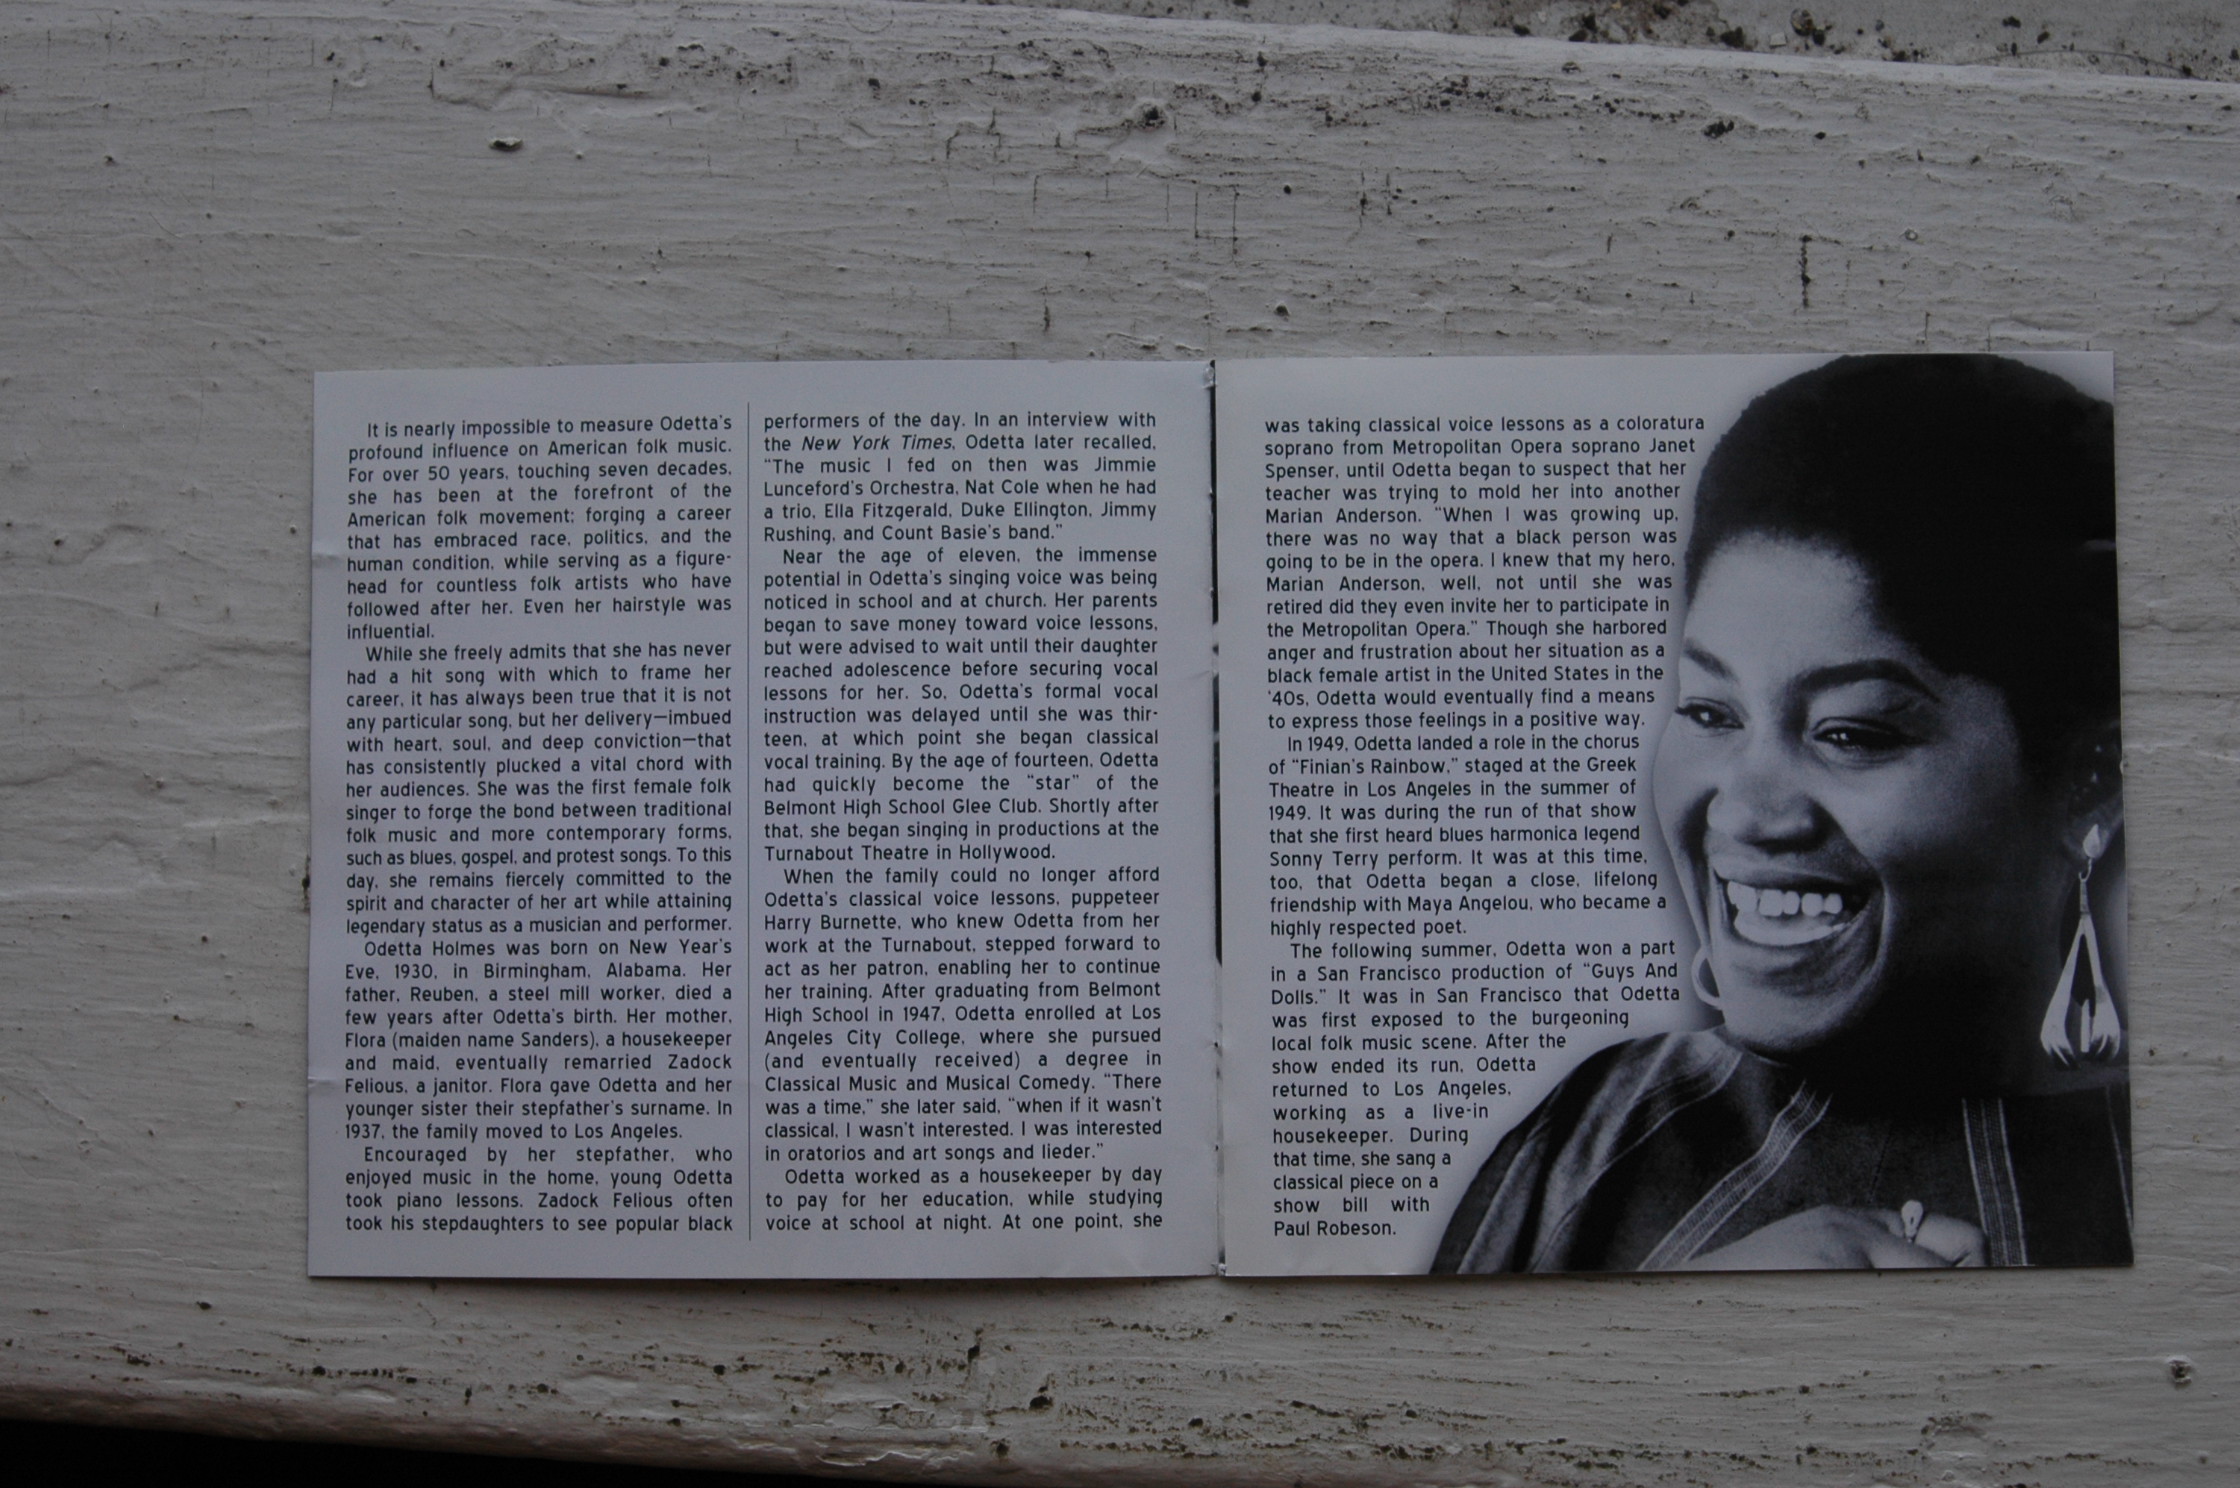 It is nearly impossible to measure Odetta's
profound influence on American folk music.
For over 50 years, touching seven decades,
she has been at the forefront of the
American folk movement; forging a career
that has embraced race, politics, and the
human condition, while serving as a figure-
head for countless folk artists who have
followed after her. Even her hairstyle was
influential.
While she freely admits that she has never
had a hit song with which to frame her
career, it has always been true that it is not
any particular song, but her delivery—imbued
with heart, soul, and deep conviction—that
has consistently plucked a vital chord with
her audiences. She was the first female folk
singer to forge the bond between traditional
folk music and more contemporary forms,
such as blues, gospel, and protest songs. To this
day, she remains fiercely committed to the
spirit and character of her art while attaining
legendary status as a musician and performer.
Odetta Holmes was born on New Year's
Eve, 1930, in Birmingham, Alabama. Her
father, Reuben, a steel mill worker, died a
few years after Odetta's birth. Her mother,
Flora (maiden name Sanders), a housekeeper
and maid, eventually remarried Zadock
Felious, a janitor. Flora gave Odetta and her
younger sister their stepfather's surname. In
1937, the family moved to Los Angeles.
Encouraged by her stepfather, who
enjoyed music in the home, young Odetta
took piano lessons. Zadock Felious often
took his stepdaughters to see popular black
performers of the day. In an interview with
the New York Times, Odetta later recalled,
"The music I fed on then was Jimmie
Lunceford's Orchestra, Nat Cole when he had
a trio, Ella Fitzgerald, Duke Ellington, Jimmy
Rushing, and Count Basie's band."
Near the age of eleven, the immense
potential in Odetta's singing voice was being
noticed in school and at church. Her parents
began to save money toward voice lessons,
but were advised to wait until their daughter
reached adolescence before securing vocal
lessons for her. So, Odetta's formal vocal
instruction was delayed until she was thir-
teen, at which point she began classical
vocal training. By the age of fourteen, Odetta
had quickly become the "star" of the
Belmont High School Glee Club. Shortly after
that, she began singing in productions at the
Turnabout Theatre in Hollywood.
When the family could no longer afford
Odetta's classical voice lessons, puppeteer
Harry Burnette, who knew Odetta from her
work at the Turnabout, stepped forward to
act as her patron, enabling her to continue
her training. After graduating from Belmont
High School in 1947, Odetta enrolled at Los
Angeles City College, where she pursued
(and eventually received) a degree in
Classical Music and Musical Comedy. "There
was a time," she later said, "when if it wasn't
classical, I wasn't interested. I was interested
in oratorios and art songs and lieder."
Odetta worked as a housekeeper by day
to pay for her education, while studying
voice at school at night. At one point, she
was taking classical voice lessons as a coloratura
soprano from Metropolitan Opera soprano Janet
Spenser, until Odetta began to suspect that her
teacher was trying to mold her into another
Marian Anderson. "When I was growing up,
there was no way that a black person was
going to be in the opera. I knew that my hero,
Marian Anderson, well, not until she was
retired did they even invite her to participate in
the Metropolitan Opera." Though she harbored
anger and frustration about her situation as a
black female artist in the United States in the
'40s, Odetta would eventually find a means
to express those feelings in a positive way.
In 1949, Odetta landed a role in the chorus
of "Finian's Rainbow," staged at the Greek
Theatre in Los Angeles in the summer of
1949. It was during the run of that show
that she first heard blues harmonica legend
Sonny Terry perform. It was at this time,
too, that Odetta began a close, lifelong
friendship with Maya Angelou, who became a
highly respected poet.
The following summer, Odetta won a part
in a San Francisco production of "Guys And
Dolls." It was in San Francisco that Odetta
was first exposed to the burgeoning
local folk music scene. After the
show ended its run, Odetta
returned to Los Angeles,
working as a live-in
housekeeper. During
that time, she sang a
classical piece on a
show bill with
Paul Robeson.